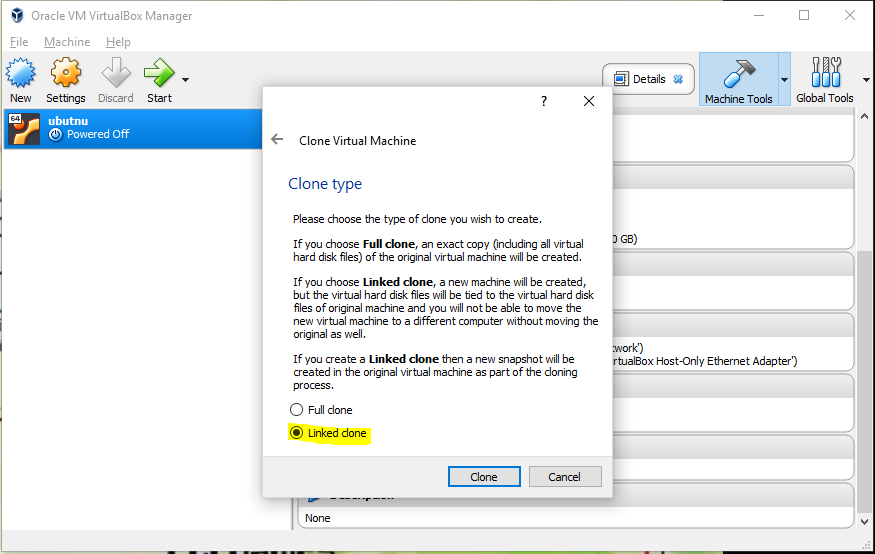 Oracle VM VirtualBox Manager
File Machine Help
New Settings Discard Start
Details
Machine Tools Global Tools
64
ubutnu
Powered Off
?
Clone Virtual Machine
Clone type
Please choose the type of clone you wish to create.
If you choose Full clone, an exact copy (including all virtual
hard disk files) of the original virtual machine will be created.
If you choose Linked clone, a new machine will be created,
but the virtual hard disk files will be tied to the virtual hard disk
files of original machine and you will not be able to move the
new virtual machine to a different computer without moving the
original as well.
If you create a Linked clone then a new snapshot will be
created in the original virtual machine as part of the cloning
process.
Full clone
Linked clone
Clone Cancel
0 GB)
twork')
rtualBox Host-Only Ethernet Adapter')
Description
None